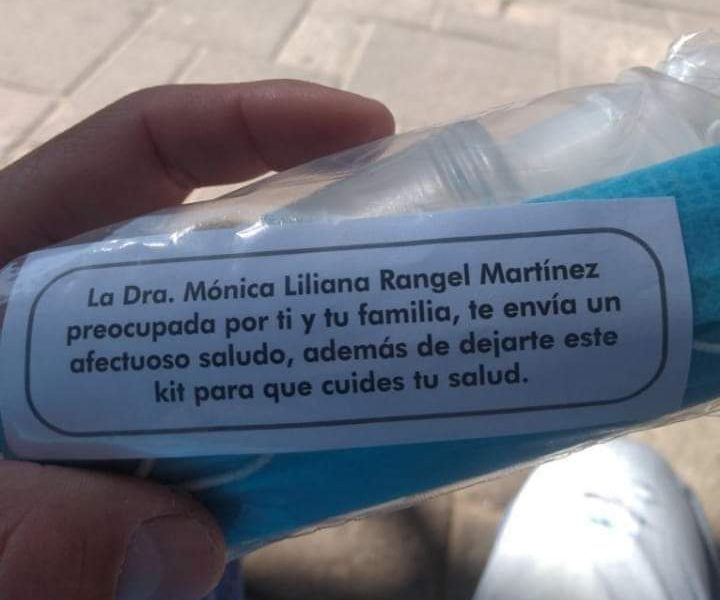 La Dra. Mónica Liliana Rangel Martínez
preocupada por ti y tu familia, te envía un
afectuoso saludo, además de dejarte este
kit para que cuides tu salud.